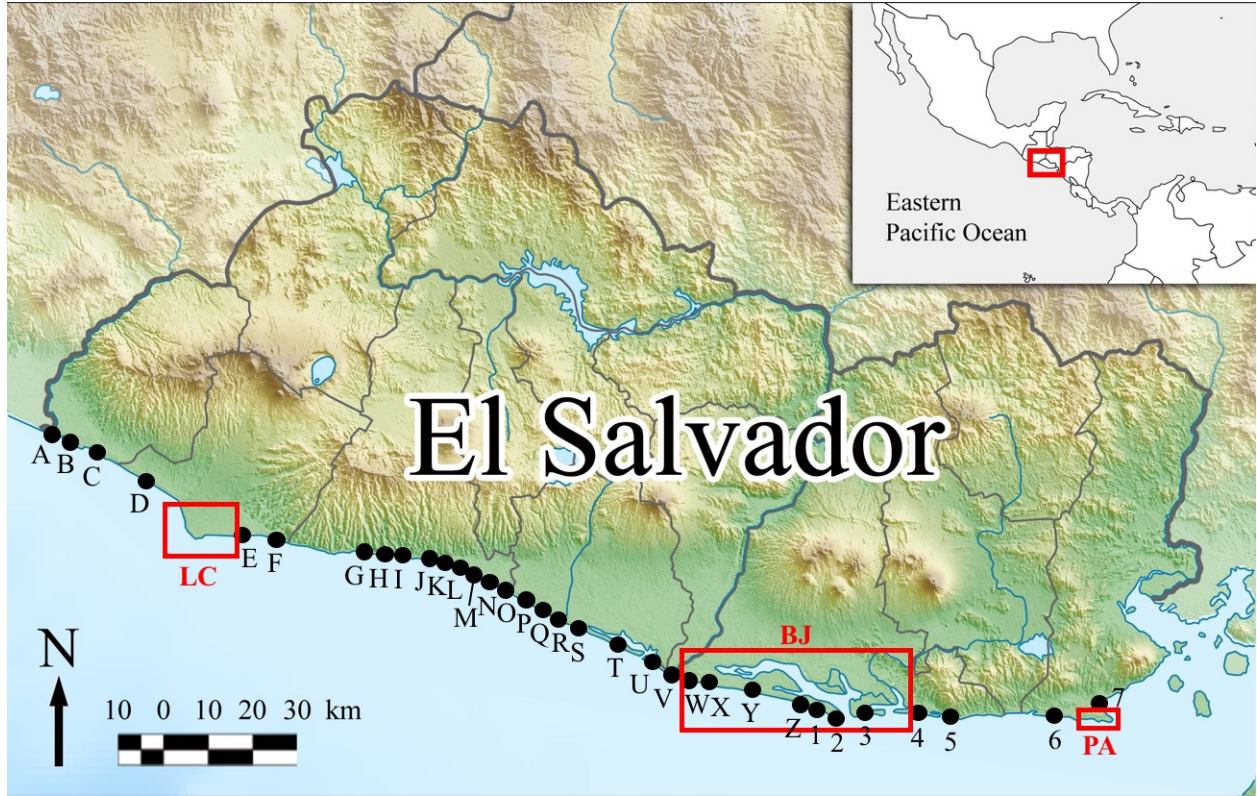 Eastern
Pacific Ocean
El Salvador
A
B
C
D
LC
E
F
G
H
I
J
K
L
M
N
O
P
Q
R
S
T
U
V
BJ
W
X
Y
Z
1
2
3
4
5
6
7
PA
N
10 0 10 20 30 km